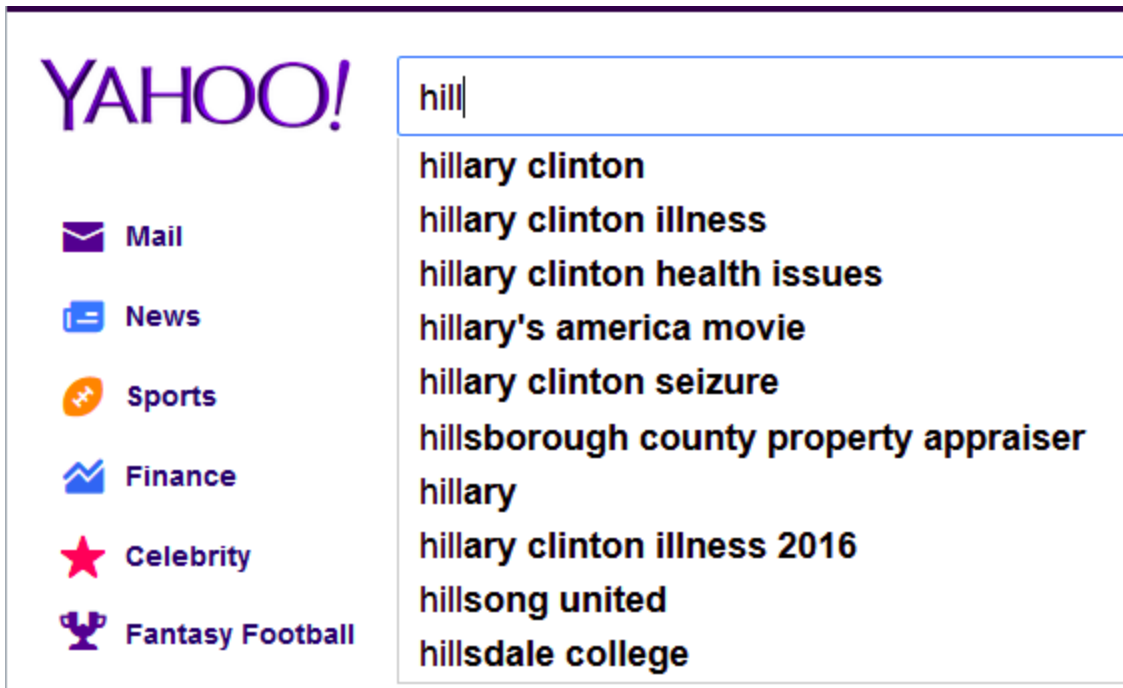 YAHOO!
hill
hillary clinton
hillary clinton illness
hillary clinton health issues
hillary's america movie
hillary clinton seizure
hillsborough county property appraiser
hillary
hillary clinton illness 2016
hillsong united
hillsdale college
Mail
News
Sports
Finance
Celebrity
Fantasy Football